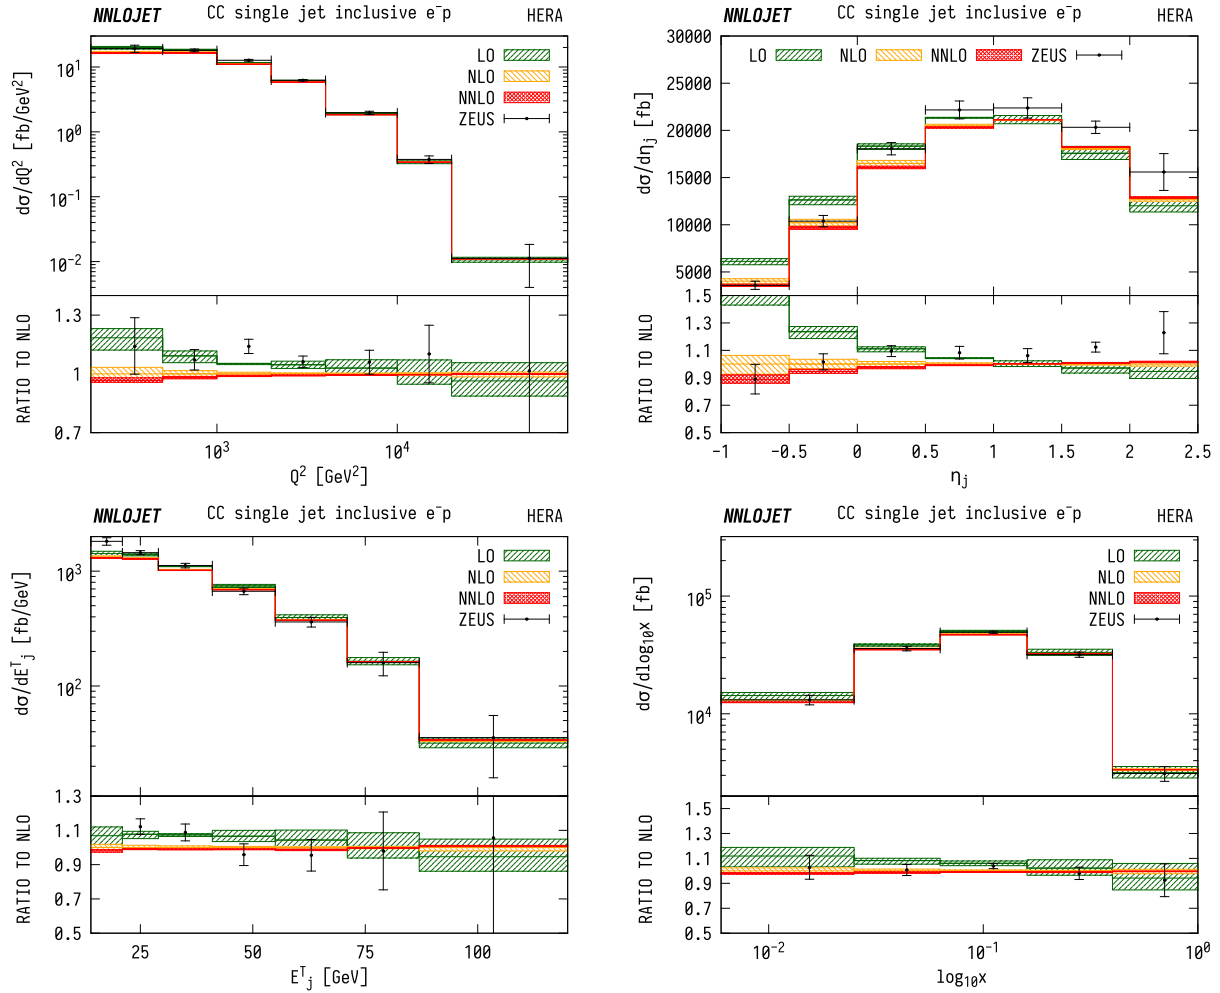 NNLOJET CC single jet inclusive e⁻p HERA
dσ/dQ² [fb/GeV²]
10¹
10⁰
10⁻¹
10⁻²
LO
NLO
NNLO
ZEUS
RATIO TO NLO
1.3
1
0.7
10³ 10⁴
Q² [GeV²]
NNLOJET CC single jet inclusive e⁻p HERA
dσ/dηⱼ [fb]
30000
25000
20000
15000
10000
5000
LO NLO NNLO ZEUS
RATIO TO NLO
1.5
1.3
1.1
0.9
0.7
0.5
−1 −0.5 0 0.5 1 1.5 2 2.5
ηⱼ
NNLOJET CC single jet inclusive e⁻p HERA
dσ/dEᵀⱼ [fb/GeV]
10³
10²
LO
NLO
NNLO
ZEUS
RATIO TO NLO
1.3
1.1
0.9
0.7
0.5
25 50 75 100
Eᵀⱼ [GeV]
NNLOJET CC single jet inclusive e⁻p HERA
dσ/dlog₁₀x [fb]
10⁵
10⁴
LO
NLO
NNLO
ZEUS
RATIO TO NLO
1.5
1.3
1.1
0.9
0.7
0.5
10⁻² 10⁻¹ 10⁰
log₁₀x